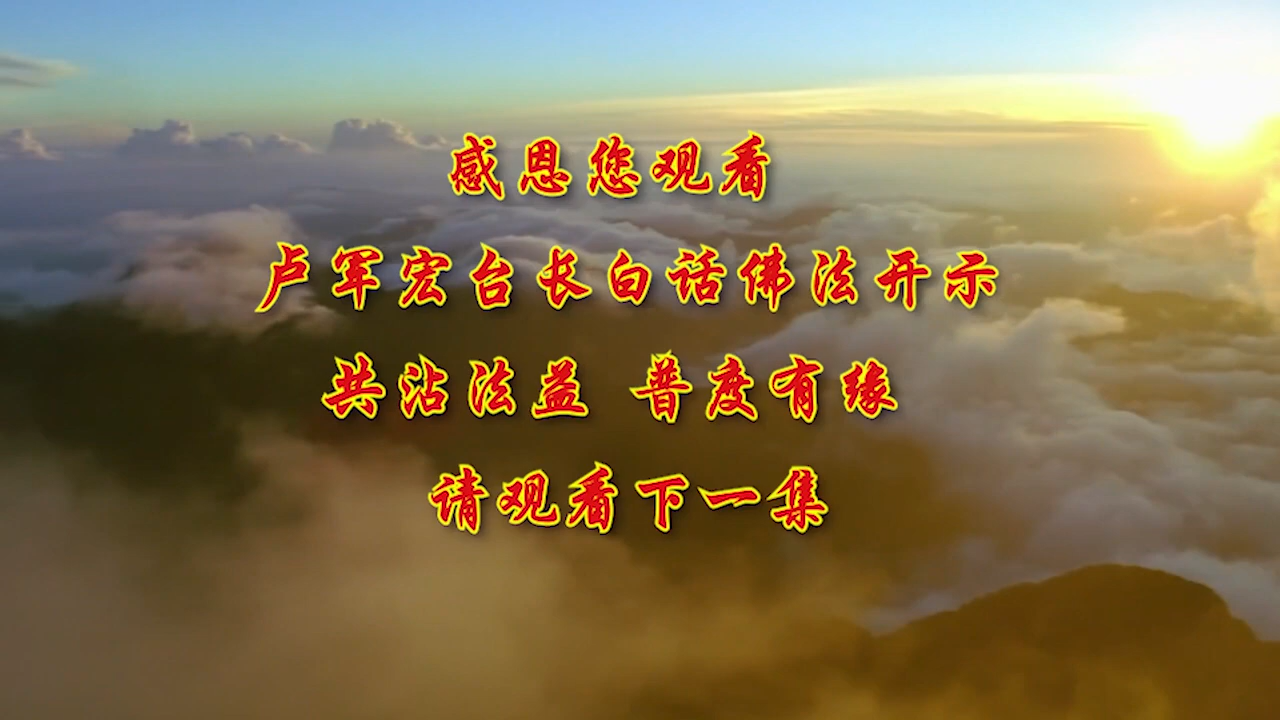 感恩您观看
卢军宏台长白话佛法开示
共沾法益 普度有缘
请观看下一集